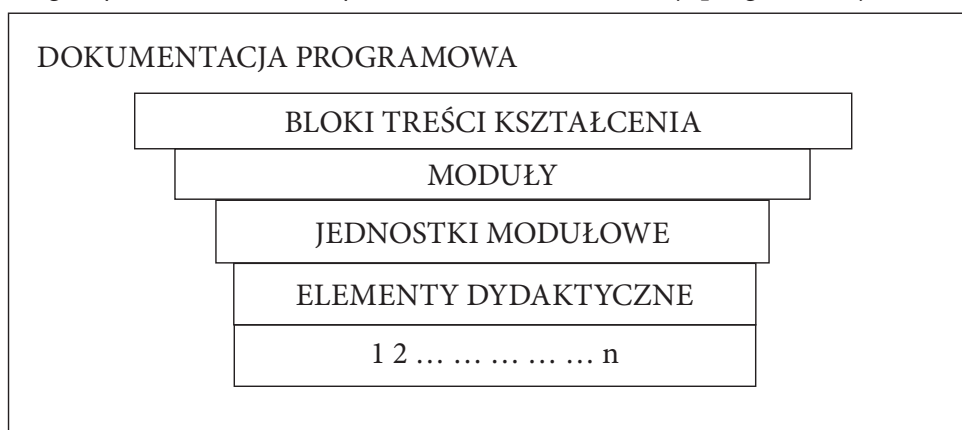 DOKUMENTACJA PROGRAMOWA
BLOKI TREŚCI KSZTAŁCENIA
MODUŁY
JEDNOSTKI MODUŁOWE
ELEMENTY DYDAKTYCZNE
1 2 … … … … … n